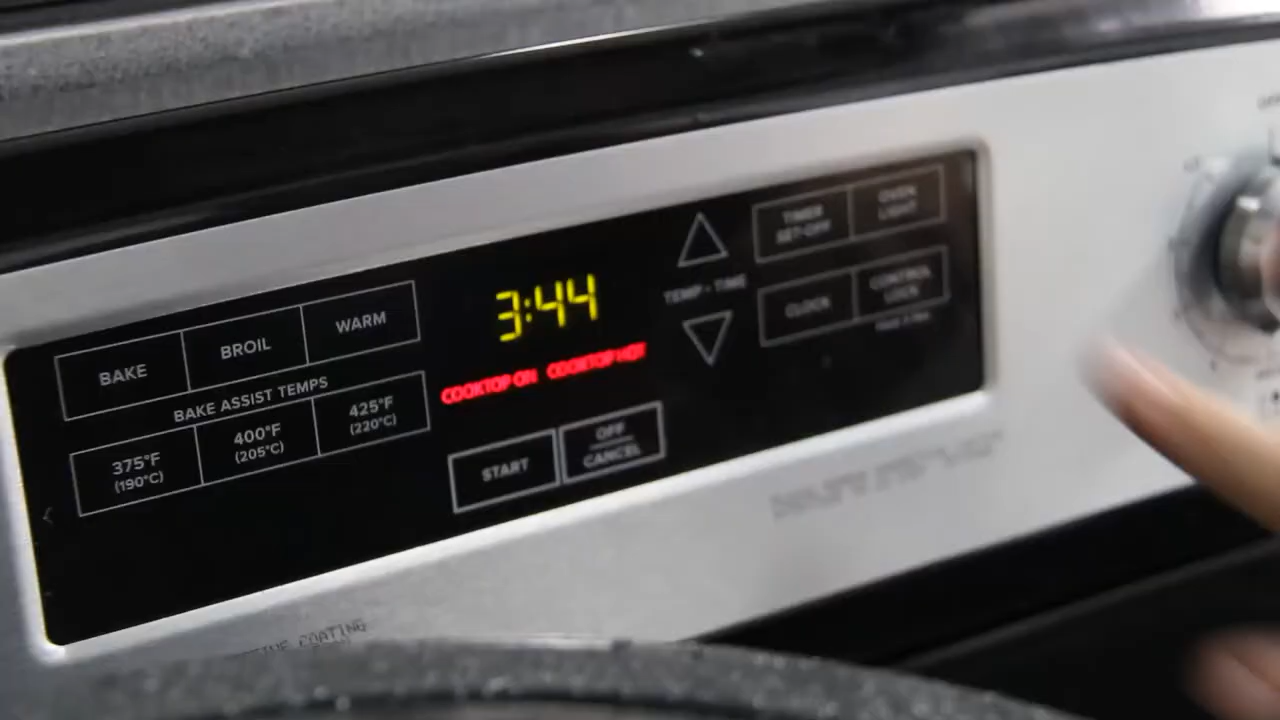 BAKE
BROIL
WARM
BAKE ASSIST TEMPS
375°F
(190°C)
400°F
(205°C)
425°F
(220°C)
3:44
COOKTOP ON COOKTOP HOT
START
OFF
CANCEL
TEMP - TIME
TIMER
SET•OFF
OVEN
LIGHT
CLOCK
CONTROL
LOCK
COATING